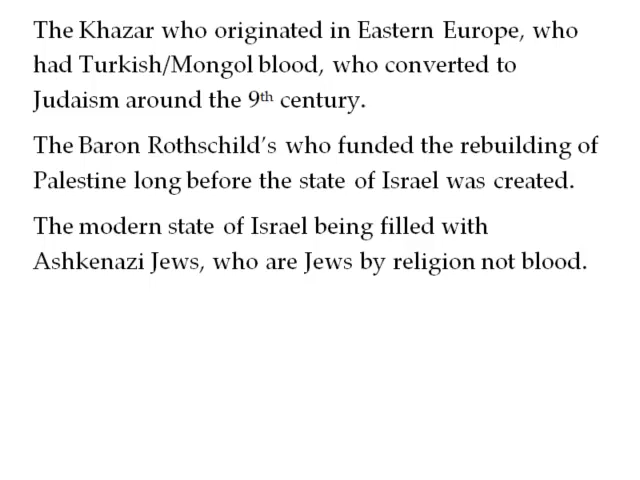 The Khazar who originated in Eastern Europe, who
had Turkish/Mongol blood, who converted to
Judaism around the 9th century.
The Baron Rothschild’s who funded the rebuilding of
Palestine long before the state of Israel was created.
The modern state of Israel being filled with
Ashkenazi Jews, who are Jews by religion not blood.